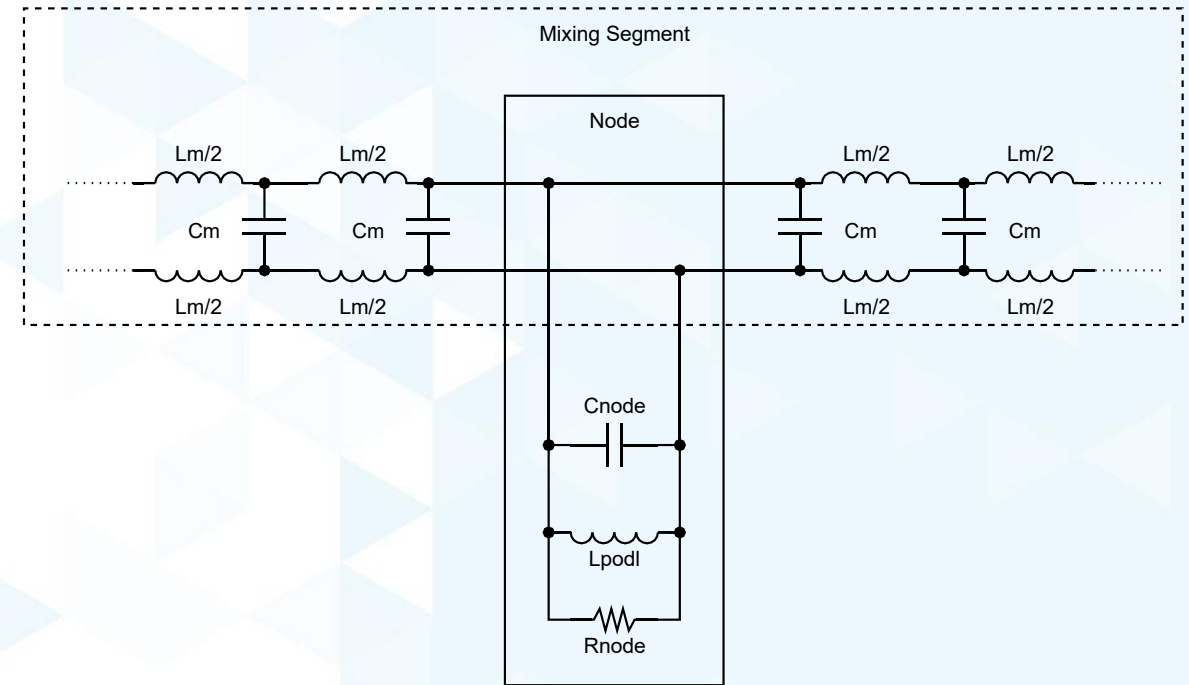 Mixing Segment
Node
Lm/2 Lm/2 Lm/2 Lm/2
Cm Cm Cm Cm
Lm/2 Lm/2 Lm/2 Lm/2
Cnode
Lpodl
Rnode